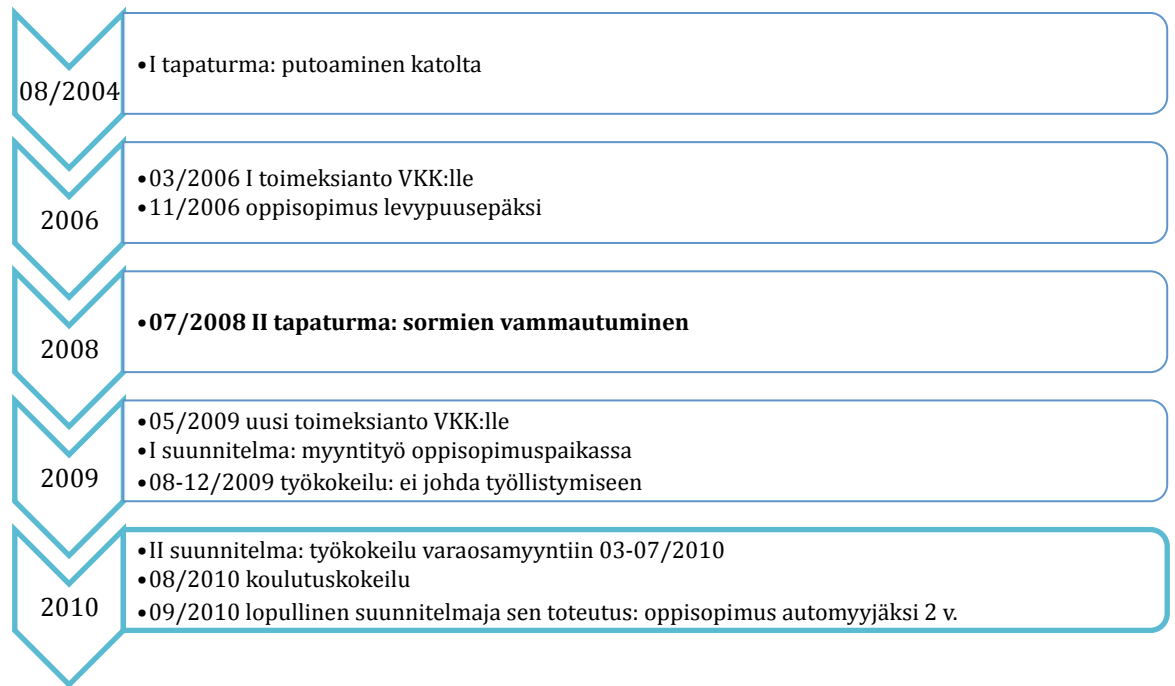 08/2004
•I tapaturma: putoaminen katolta
2006
•03/2006 I toimeksianto VKK:lle
•11/2006 oppisopimus levypuusepäksi
2008
•07/2008 II tapaturma: sormien vammautuminen
2009
•05/2009 uusi toimeksianto VKK:lle
•I suunnitelma: myyntityö oppisopimuspaikassa
•08-12/2009 työkokeilu: ei johda työllistymiseen
2010
•II suunnitelma: työkokeilu varaosamyyntiin 03-07/2010
•08/2010 koulutuskokeilu
•09/2010 lopullinen suunnitelmaja sen toteutus: oppisopimus automyyjäksi 2 v.